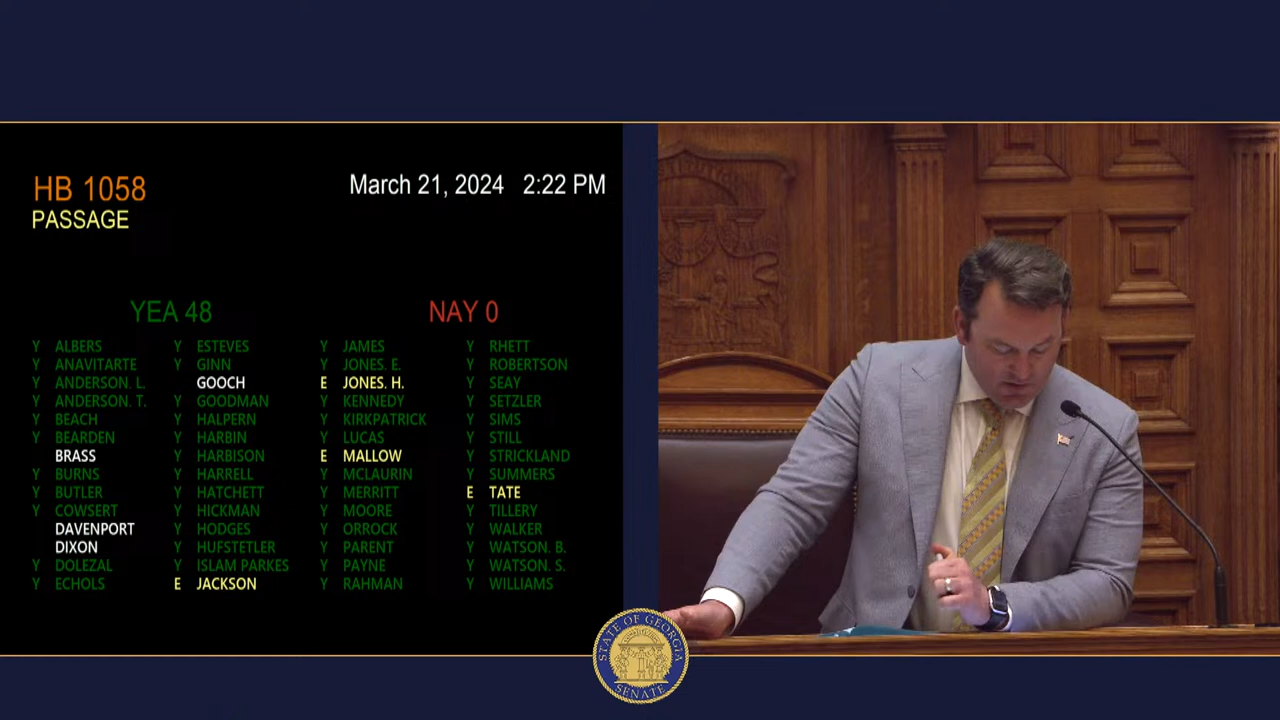 HB 1058
PASSAGE
March 21, 2024 2:22 PM
YEA 48
NAY 0
Y ALBERS
Y ANAVITARTE
Y ANDERSON. L.
Y ANDERSON. T.
Y BEACH
Y BEARDEN
BRASS
Y BURNS
Y BUTLER
Y COWSERT
DAVENPORT
DIXON
Y DOLEZAL
Y ECHOLS
Y ESTEVES
Y GINN
GOOCH
Y GOODMAN
Y HALPERN
Y HARBIN
Y HARBISON
Y HARRELL
Y HATCHETT
Y HICKMAN
Y HODGES
Y HUFSTETLER
Y ISLAM PARKES
E JACKSON
Y JAMES
Y JONES. E.
E JONES. H.
Y KENNEDY
Y KIRKPATRICK
Y LUCAS
E MALLOW
Y MCLAURIN
Y MERRITT
Y MOORE
Y ORROCK
Y PARENT
Y PAYNE
Y RAHMAN
Y RHETT
Y ROBERTSON
Y SEAY
Y SETZLER
Y SIMS
Y STILL
Y STRICKLAND
Y SUMMERS
E TATE
Y TILLERY
Y WALKER
Y WATSON. B.
Y WATSON. S.
Y WILLIAMS
STATE OF GEORGIA
SENATE